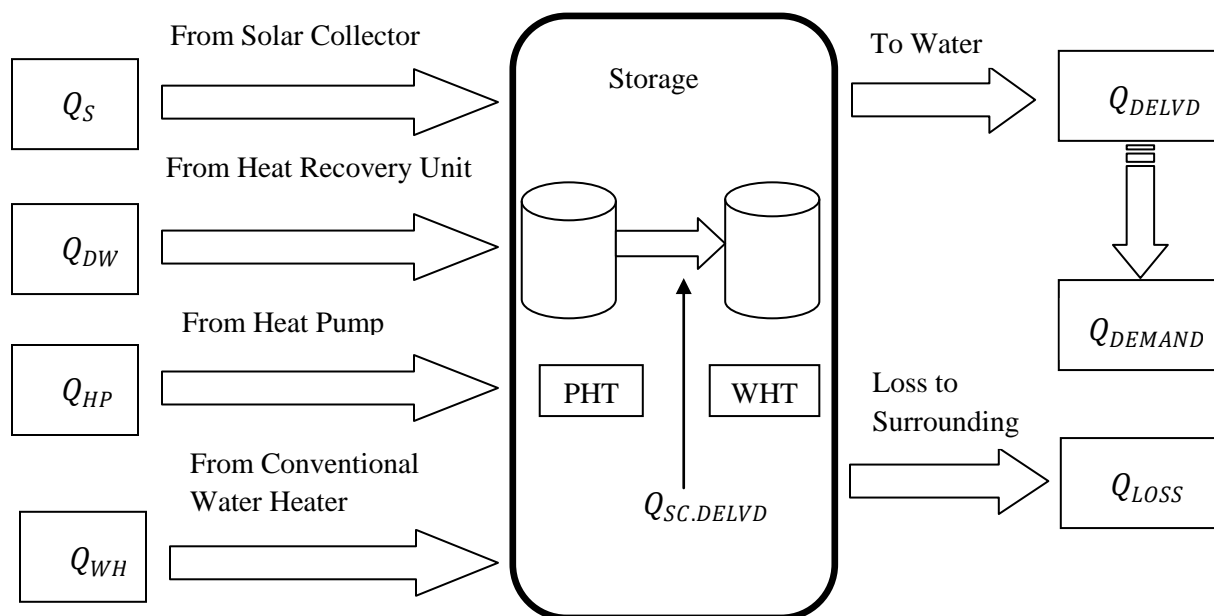 From Solar Collector
Q_S
From Heat Recovery Unit
Q_DW
From Heat Pump
Q_HP
From Conventional
Water Heater
Q_WH
Storage
PHT
WHT
Q_SC.DELVD
To Water
Q_DELVD
Q_DEMAND
Loss to
Surrounding
Q_LOSS